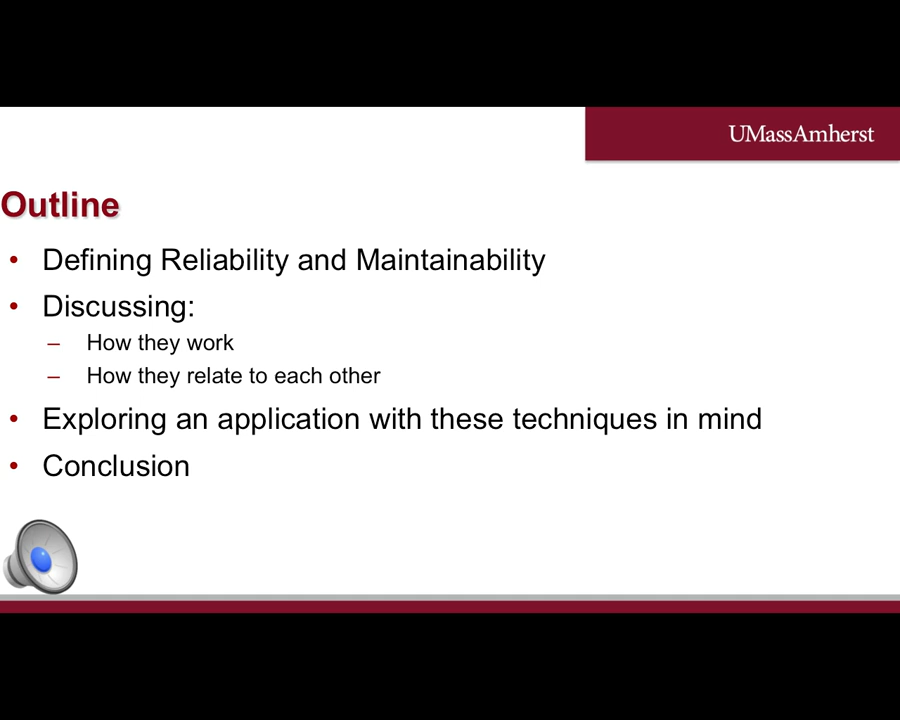 UMassAmherst
Outline
• Defining Reliability and Maintainability
• Discussing:
– How they work
– How they relate to each other
• Exploring an application with these techniques in mind
• Conclusion